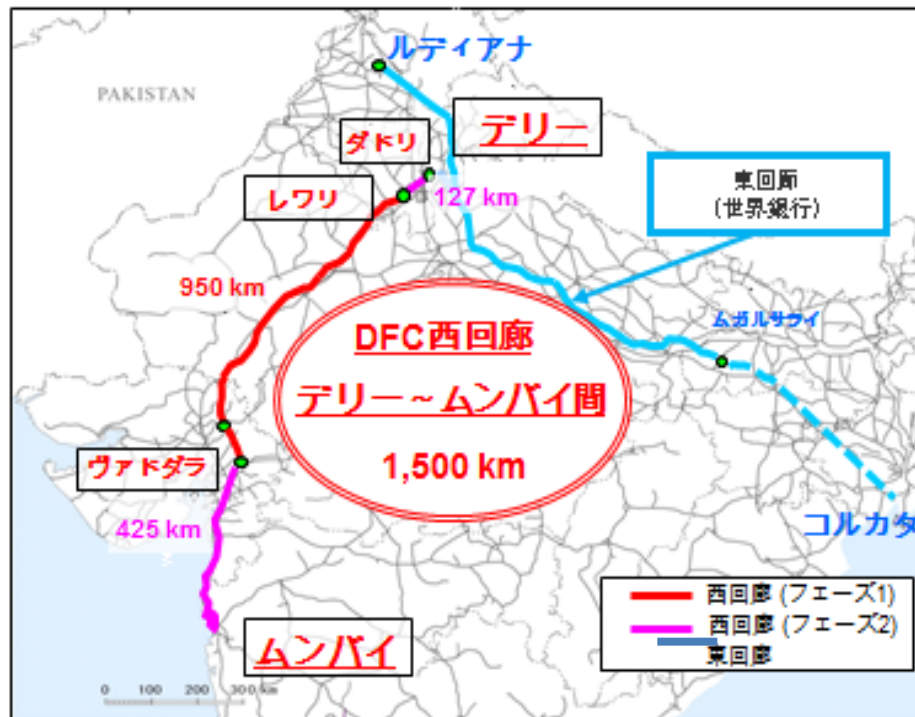 ルディアナ
PAKISTAN
デリー
ダドリ
レワリ
127 km
東回廊
(世界銀行)
950 km
ムガルサライ
DFC西回廊
デリー~ムンバイ間
1,500 km
ヴァドダラ
425 km
コルカタ
西回廊 (フェーズ1)
西回廊 (フェーズ2)
東回廊
ムンバイ
0 100 200 300 km